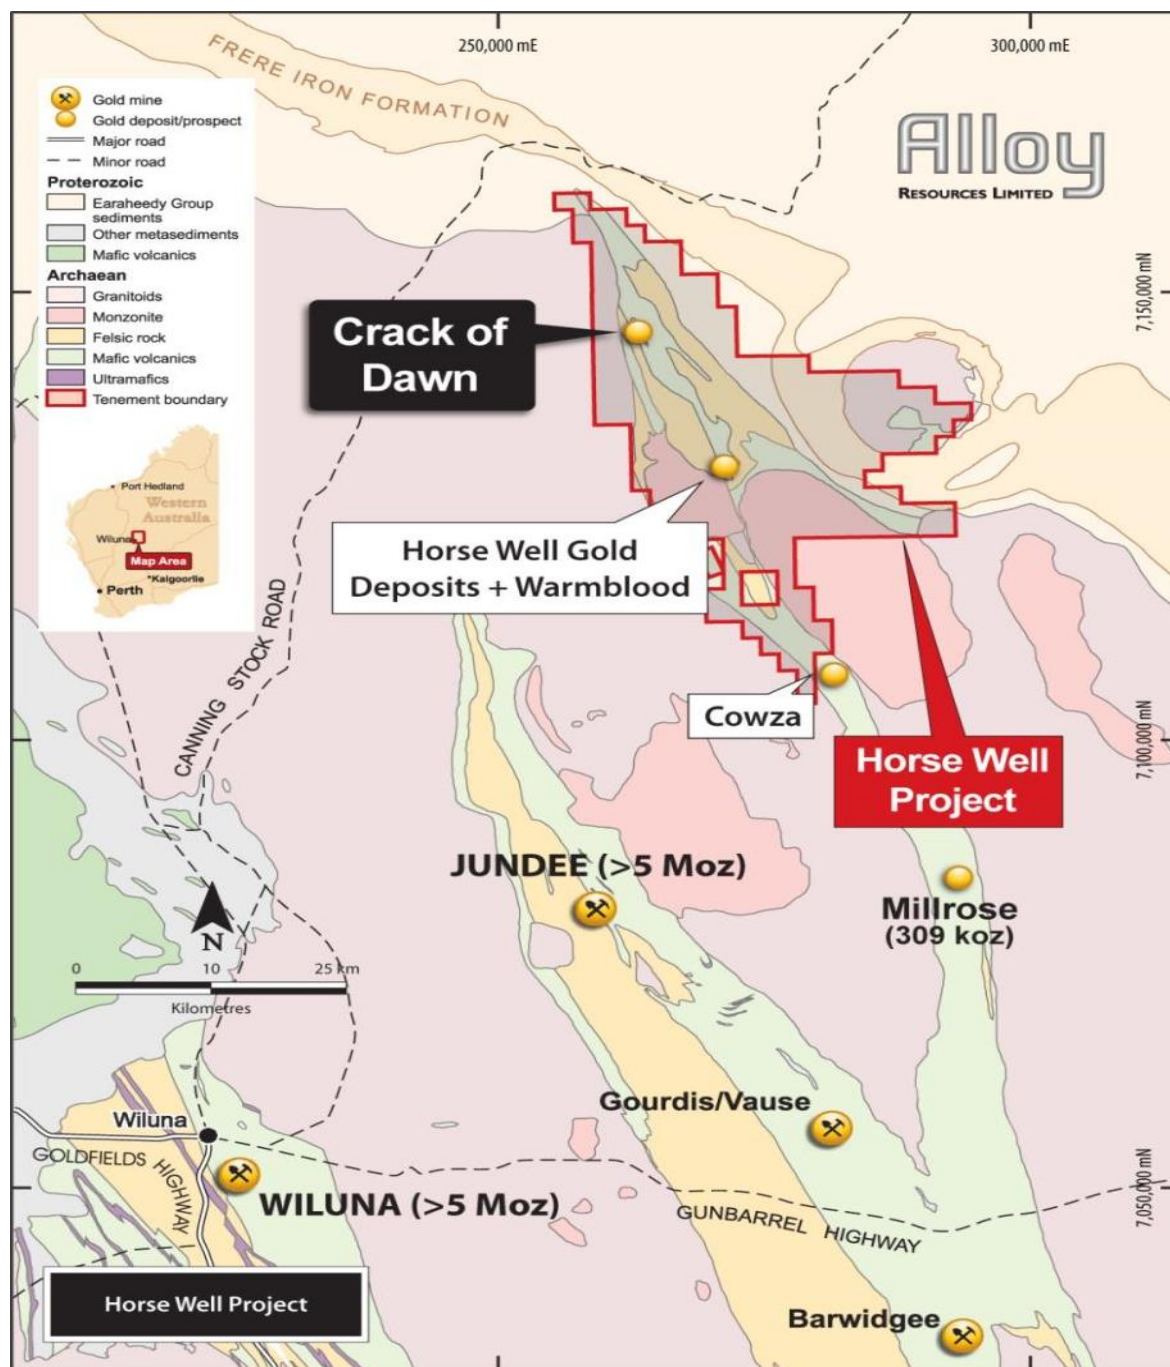 250,000 mE
300,000 mE
FRERE IRON FORMATION
Alloy
RESOURCES LIMITED
Gold mine
Gold deposit/prospect
Major road
Minor road
Proterozoic
Earaheedy Group
sediments
Other metasediments
Mafic volcanics
Archaean
Granitoids
Monzonite
Felsic rock
Mafic volcanics
Ultramafics
Tenement boundary
Port Hedland
Western
Australia
Wiluna
Map Area
*Kalgoorlie
Perth
7,150,000 mN
Crack of
Dawn
Horse Well Gold
Deposits + Warmblood
CANNING STOCK ROAD
Cowza
Horse Well
Project
7,100,000 mN
JUNDEE (>5 Moz)
Millrose
(309 koz)
N
0 10 25 km
Kilometres
Gourdis/Vause
Wiluna
GOLDFIELDS HIGHWAY
WILUNA (>5 Moz)
GUNBARREL HIGHWAY
7,050,000 mN
Horse Well Project
Barwidgee